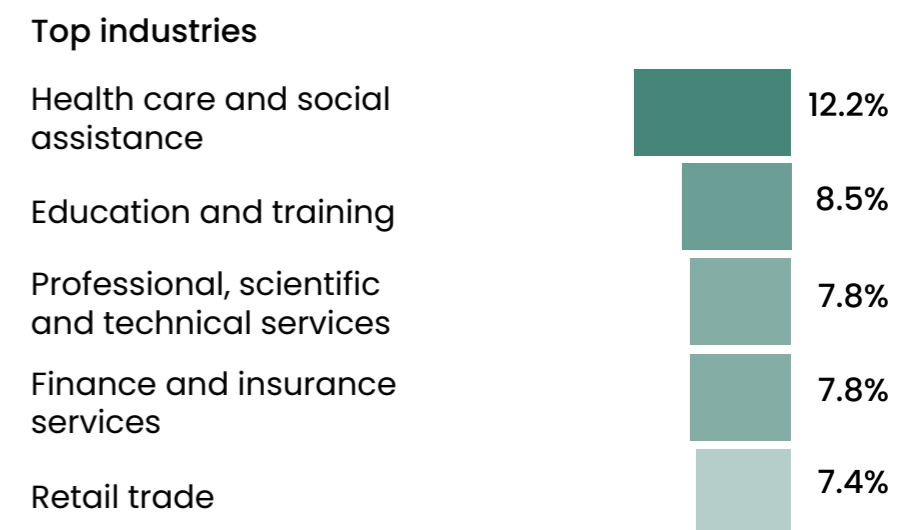 Top industries
Health care and social
assistance
12.2%
Education and training
8.5%
Professional, scientific
and technical services
7.8%
Finance and insurance
services
7.8%
Retail trade
7.4%